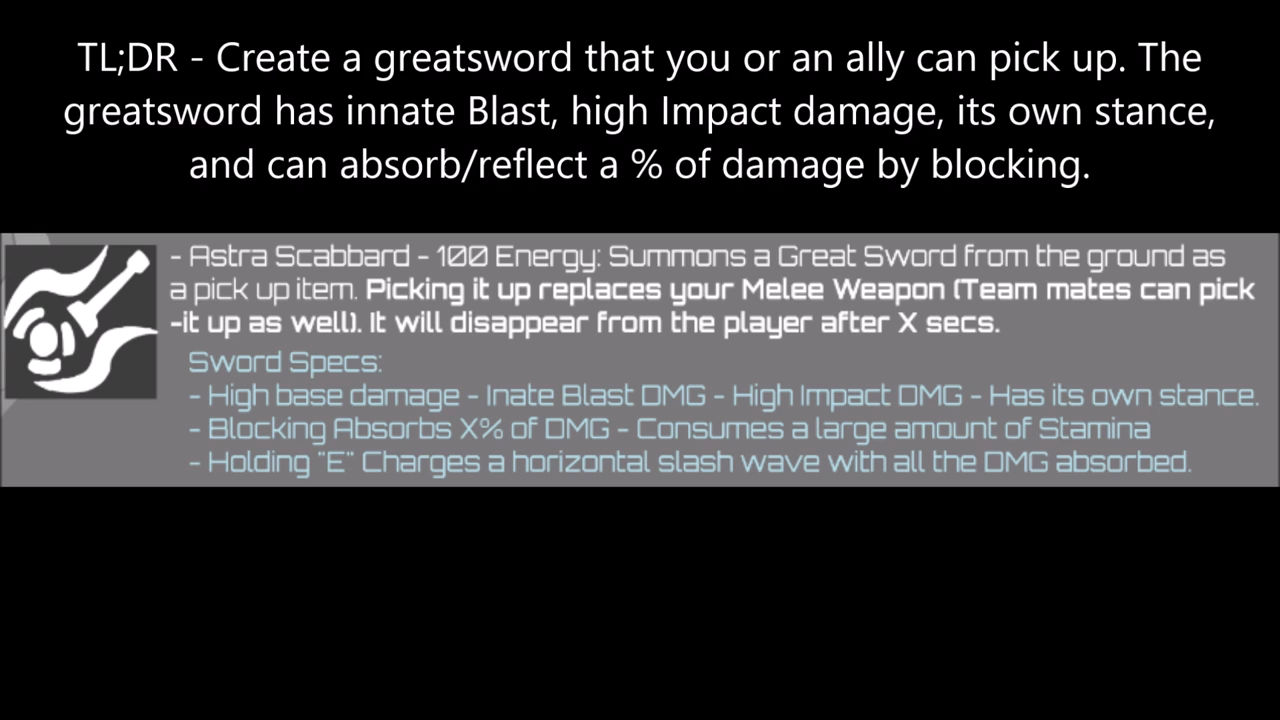 TL;DR - Create a greatsword that you or an ally can pick up. The
greatsword has innate Blast, high Impact damage, its own stance,
and can absorb/reflect a % of damage by blocking.
- Astra Scabbard - 100 Energy: Summons a Great Sword from the ground as
a pick up item. Picking it up replaces your Melee Weapon (Team mates can pick
-it up as well). It will disappear from the player after X secs.
Sword Specs:
- High base damage - Inate Blast DMG - High Impact DMG - Has its own stance.
- Blocking Absorbs X% of DMG - Consumes a large amount of Stamina
- Holding "E" Charges a horizontal slash wave with all the DMG absorbed.